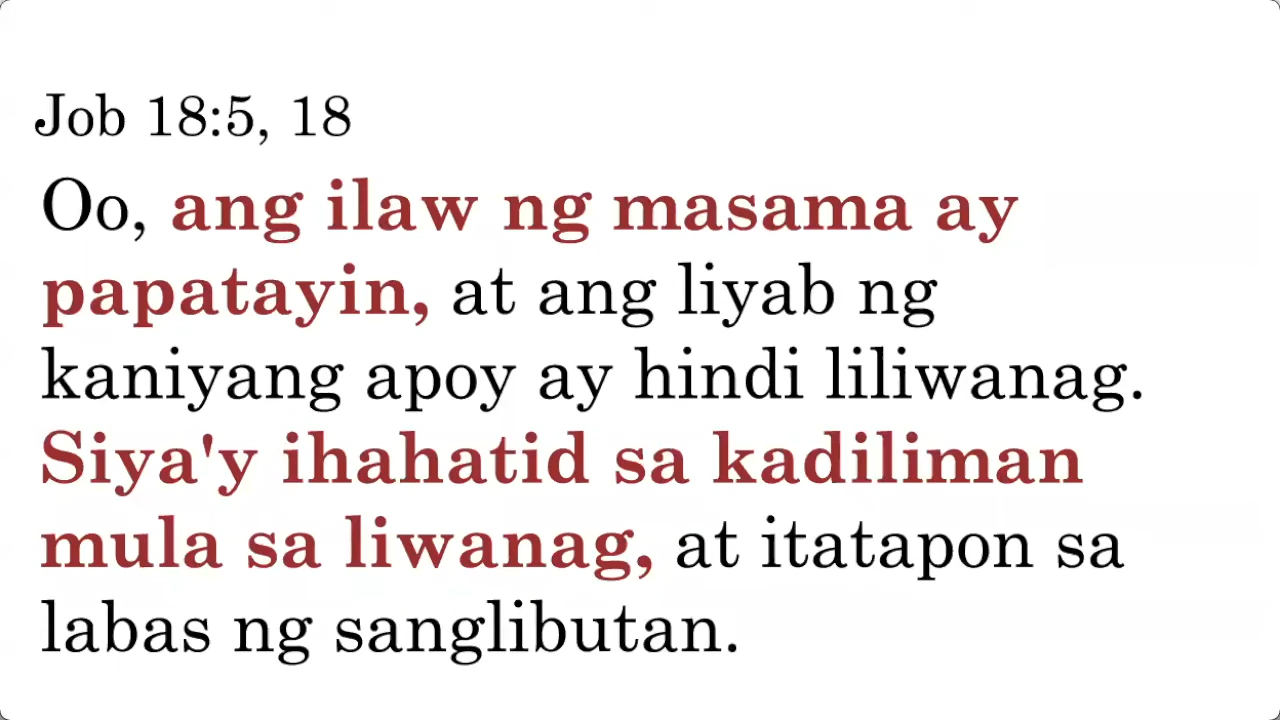 Job 18:5, 18
Oo, ang ilaw ng masama ay
papatayin, at ang liyab ng
kaniyang apoy ay hindi liliwanag.
Siya'y ihahatid sa kadiliman
mula sa liwanag, at itatapon sa
labas ng sanglibutan.